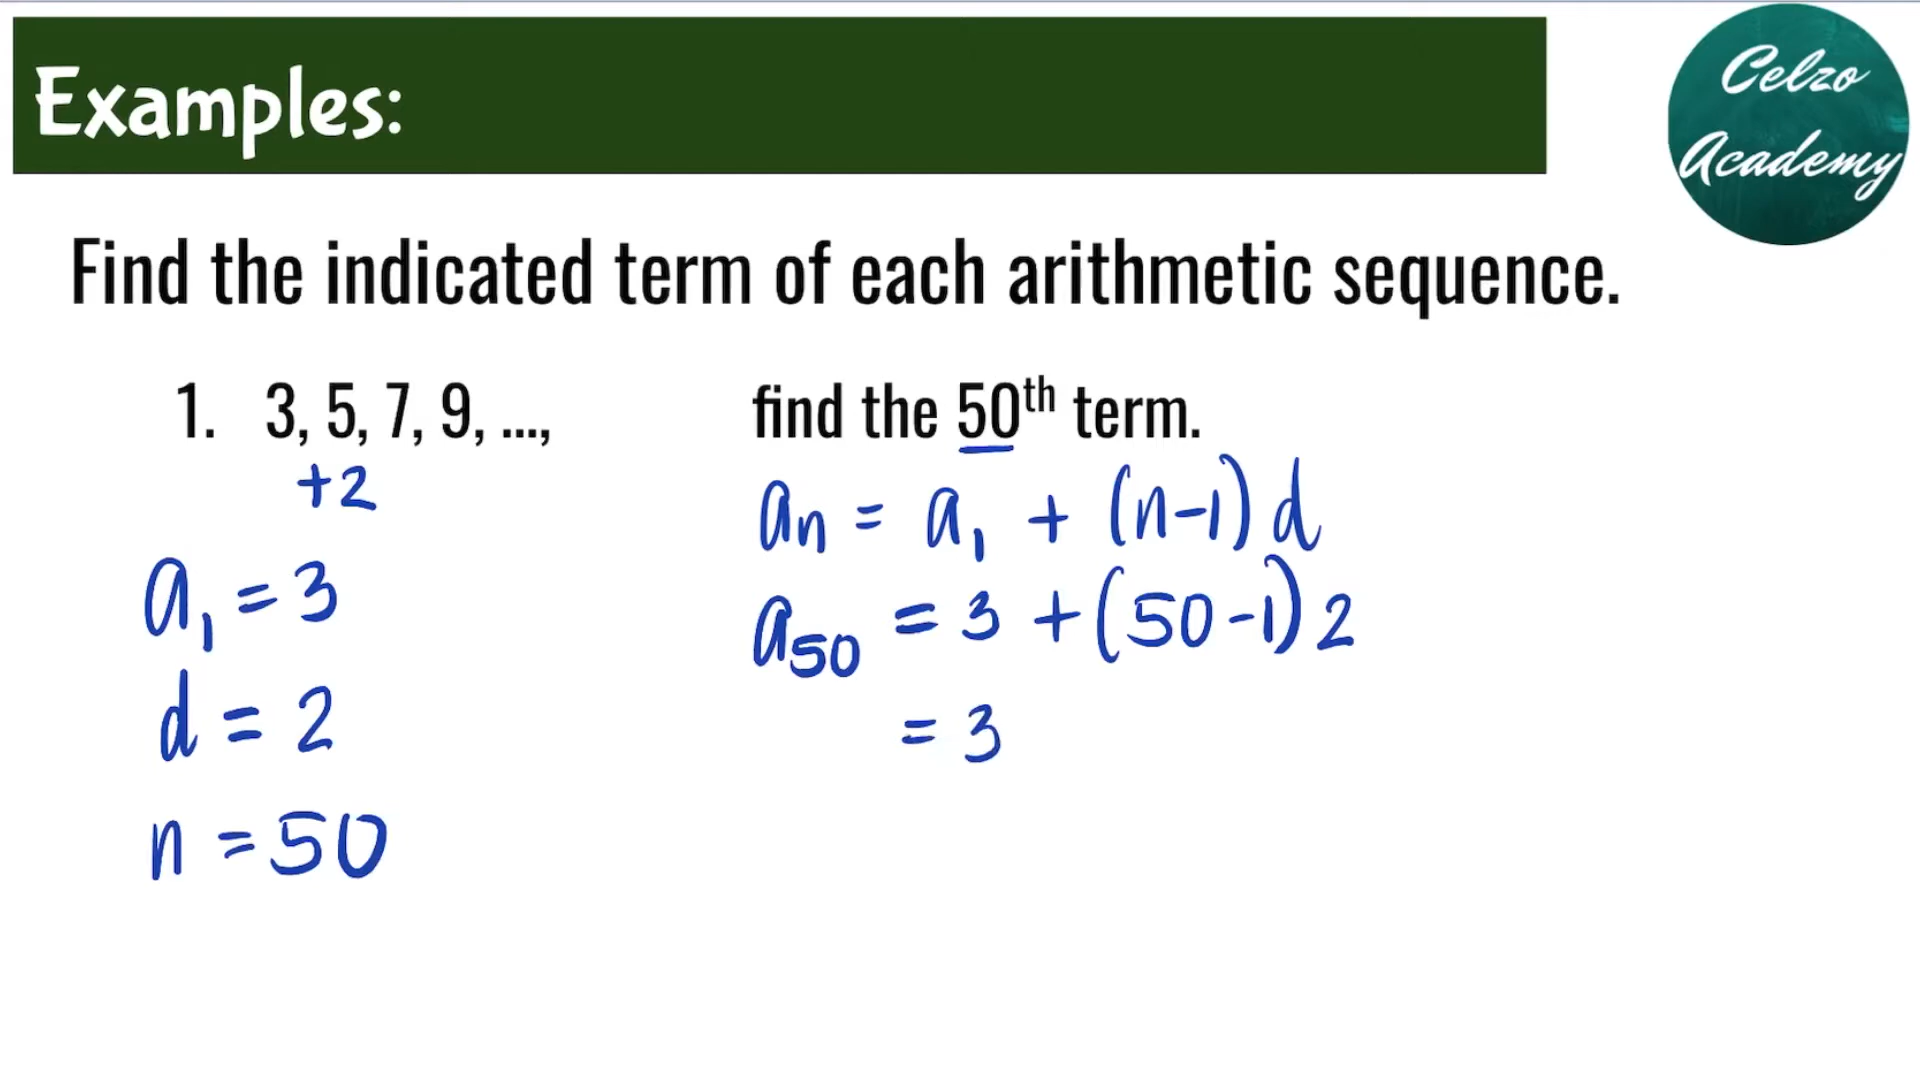 Examples:
Celzo
Academy
Find the indicated term of each arithmetic sequence.
1. 3, 5, 7, 9, ..., find the 50th term.
+2
an = a1 + (n-1) d
a1 = 3
a50 = 3 + (50-1) 2
d = 2
= 3
n = 50